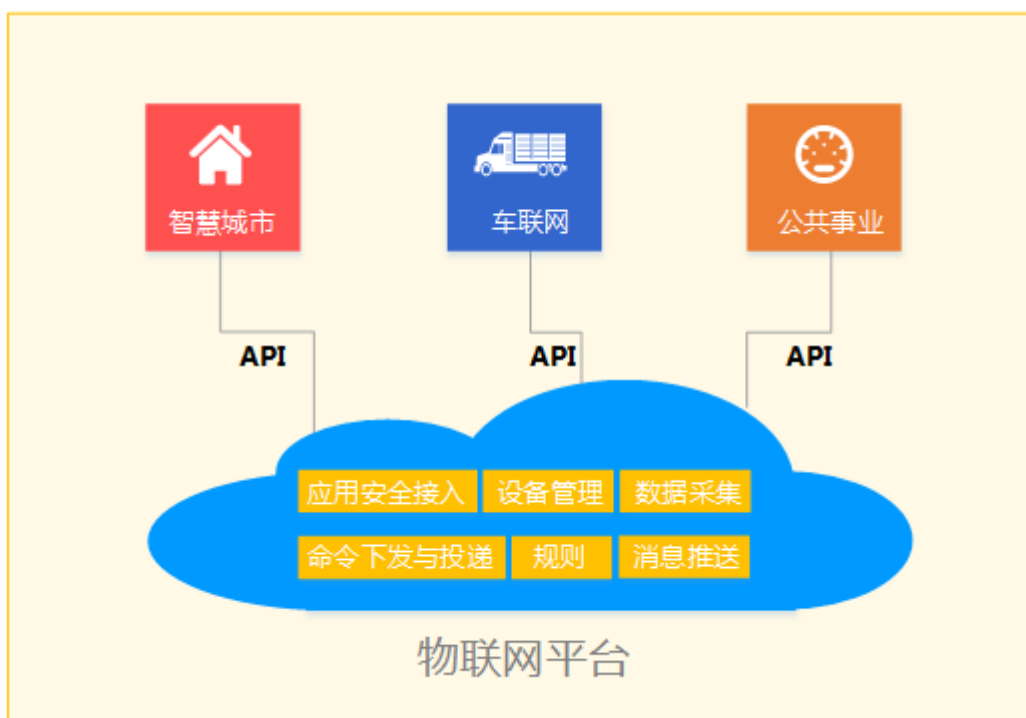 智慧城市
车联网
公共事业
API
API
API
应用安全接入
设备管理
数据采集
命令下发与投递
规则
消息推送
物联网平台